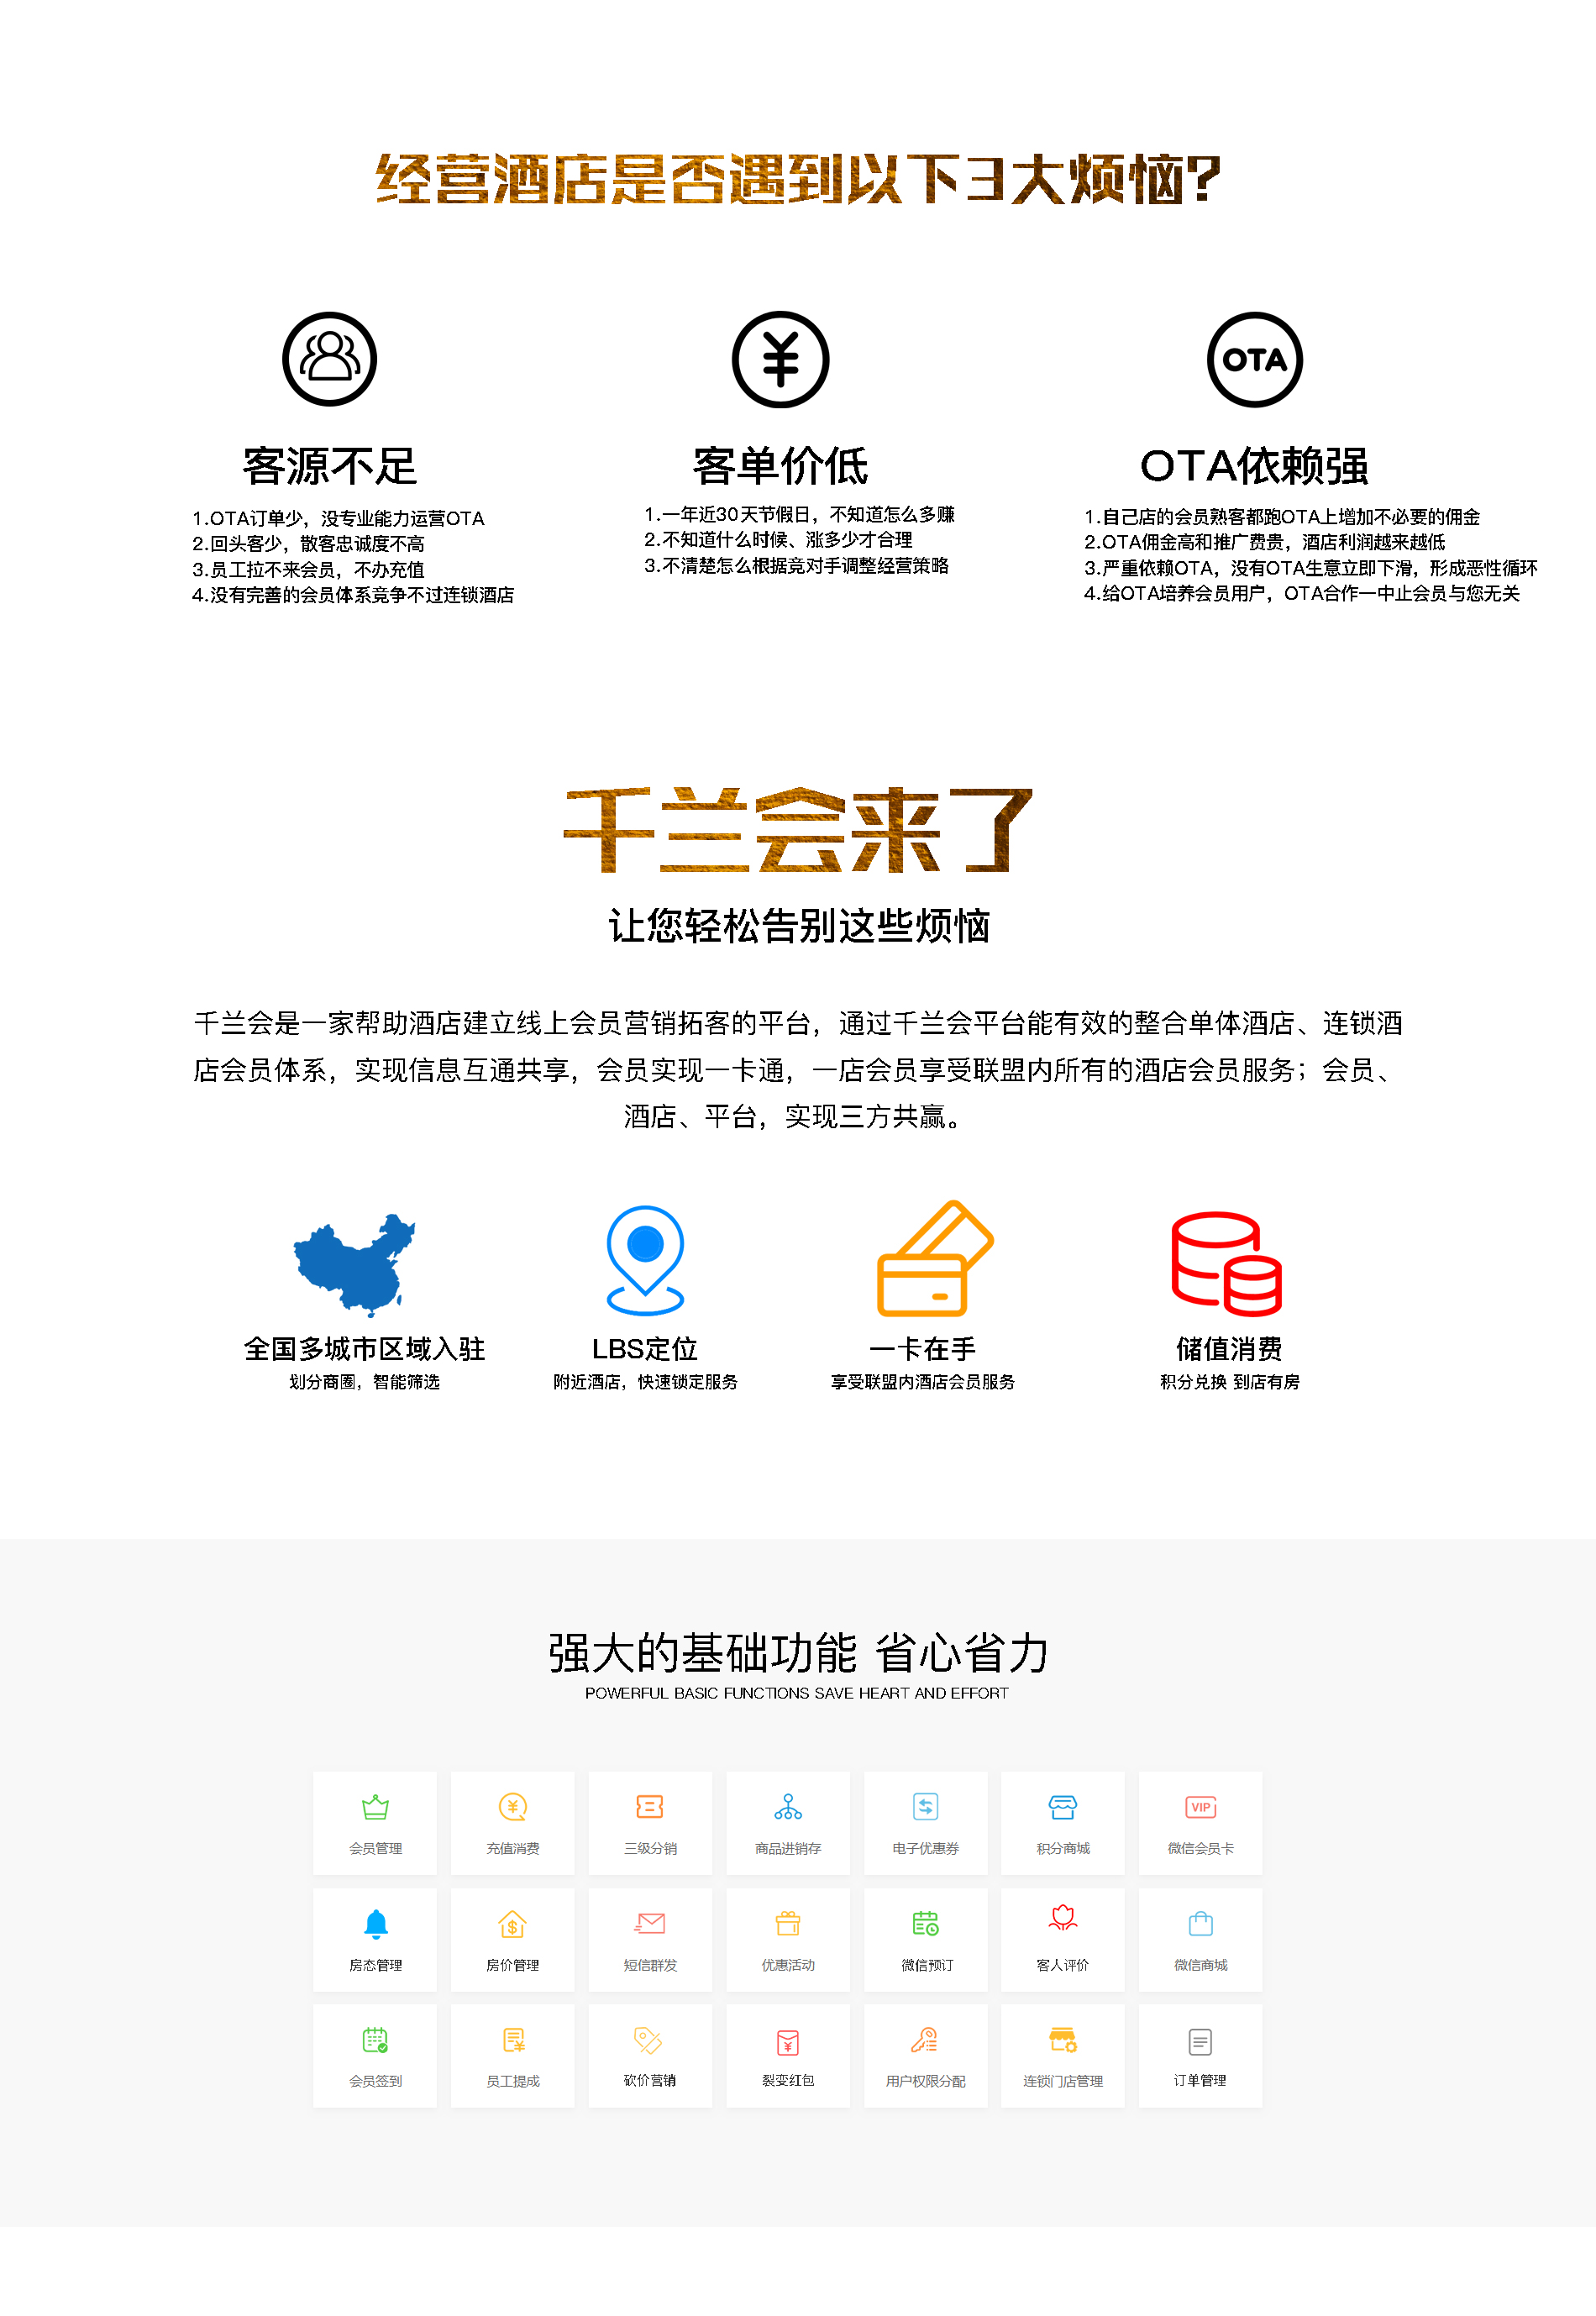 经营酒店是否遇到以下3大烦恼?
OTA
客源不足
1.OTA订单少，没专业能力运营OTA
2.回头客少，散客忠诚度不高
3.员工拉不来会员，不办充值
4.没有完善的会员体系竞争不过连锁酒店
客单价低
1.一年近30天节假日，不知道怎么多赚
2.不知道什么时候、涨多少才合理
3.不清楚怎么根据竞对手调整经营策略
OTA依赖强
1.自己店的会员熟客都跑OTA上增加不必要的佣金
2.OTA佣金高和推广费贵，酒店利润越来越低
3.严重依赖OTA，没有OTA生意立即下滑，形成恶性循环
4.给OTA培养会员用户，OTA合作一中止会员与您无关
千兰会来了
让您轻松告别这些烦恼
千兰会是一家帮助酒店建立线上会员营销拓客的平台，通过千兰会平台能有效的整合单体酒店、连锁酒
店会员体系，实现信息互通共享，会员实现一卡通，一店会员享受联盟内所有的酒店会员服务；会员、
酒店、平台，实现三方共赢。
全国多城市区域入驻
划分商圈，智能筛选
LBS定位
附近酒店，快速锁定服务
一卡在手
享受联盟内酒店会员服务
储值消费
积分兑换 到店有房
强大的基础功能 省心省力
POWERFUL BASIC FUNCTIONS SAVE HEART AND EFFORT
会员管理
充值消费
三级分销
商品进销存
电子优惠券
积分商城
VIP
微信会员卡
房态管理
房价管理
短信群发
优惠活动
微信预订
客人评价
微信商城
会员签到
员工提成
砍价营销
裂变红包
用户权限分配
连锁门店管理
订单管理